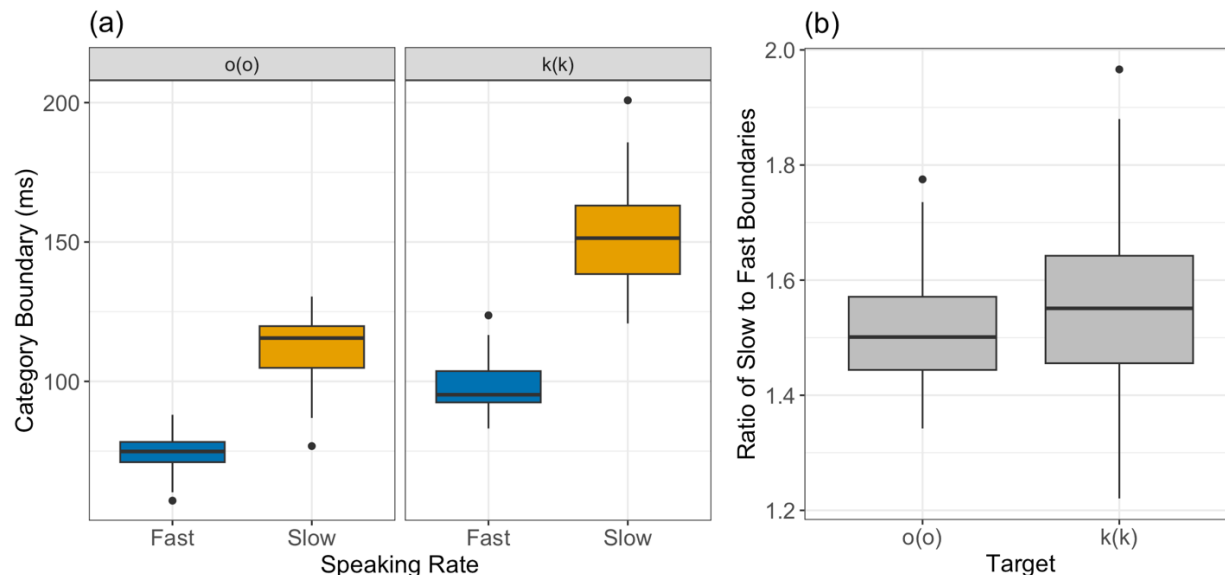 (a)
o(o) k(k)
Category Boundary (ms)
200
150
100
Fast Slow Fast Slow
Speaking Rate
(b)
Ratio of Slow to Fast Boundaries
2.0
1.8
1.6
1.4
1.2
o(o) k(k)
Target